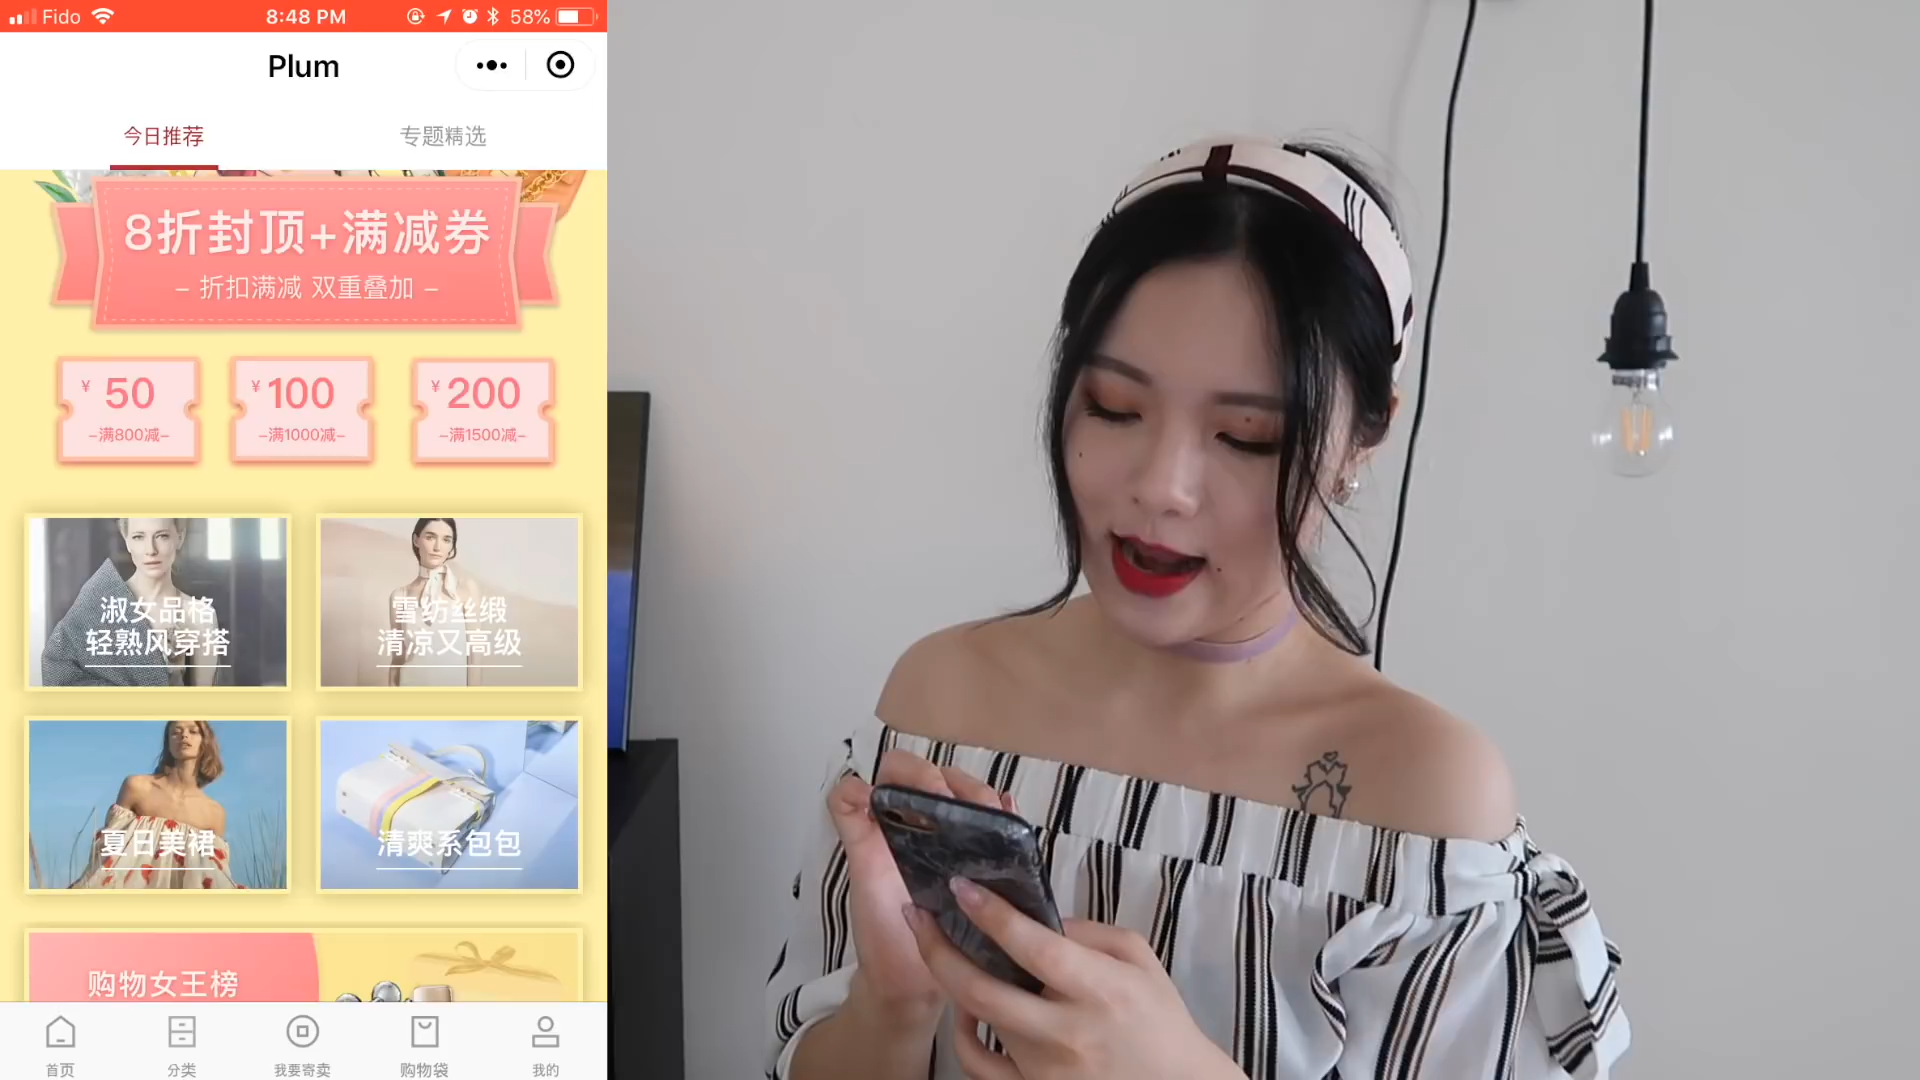 Fido
8:48 PM
58%
Plum
今日推荐
专题精选
8折封顶+满减券
– 折扣满减 双重叠加 –
¥ 50
¥ 100
¥ 200
–满800减–
–满1000减–
–满1500减–
淑女品格
轻熟风穿搭
雪纺丝缎
清凉又高级
夏日美裙
清爽系包包
购物女王榜
首页
分类
我要寄卖
购物袋
我的